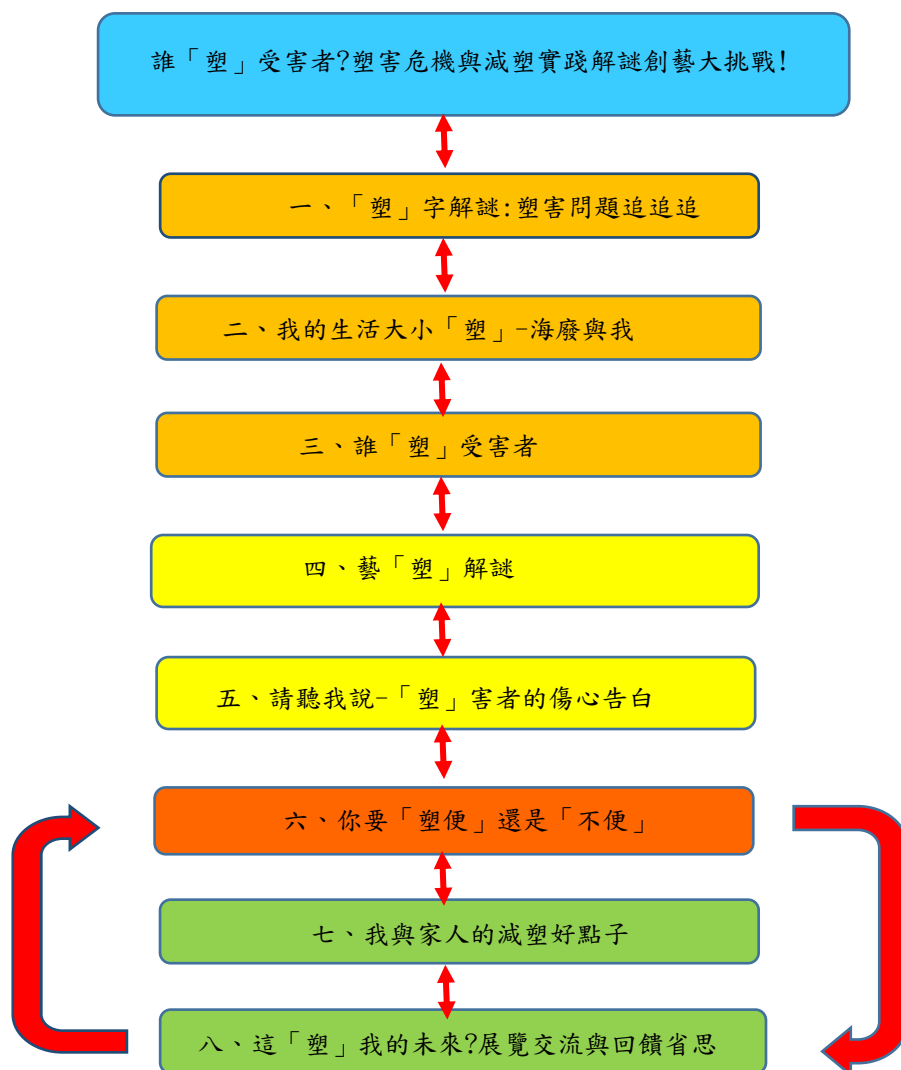 誰「塑」受害者?塑害危機與減塑實踐解謎創藝大挑戰!
一、「塑」字解謎:塑害問題追追追
二、我的生活大小「塑」-海廢與我
三、誰「塑」受害者
四、藝「塑」解謎
五、請聽我說-「塑」害者的傷心告白
六、你要「塑便」還是「不便」
七、我與家人的減塑好點子
八、這「塑」我的未來?展覽交流與回饋省思